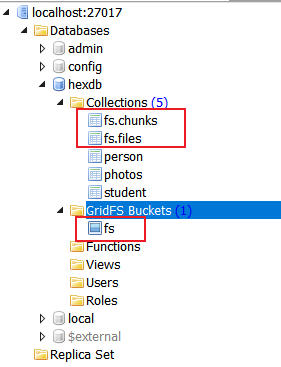 localhost:27017
Databases
admin
config
hexdb
Collections (5)
fs.chunks
fs.files
person
photos
student
GridFS Buckets (1)
fs
Functions
Views
Users
Roles
local
$external
Replica Set